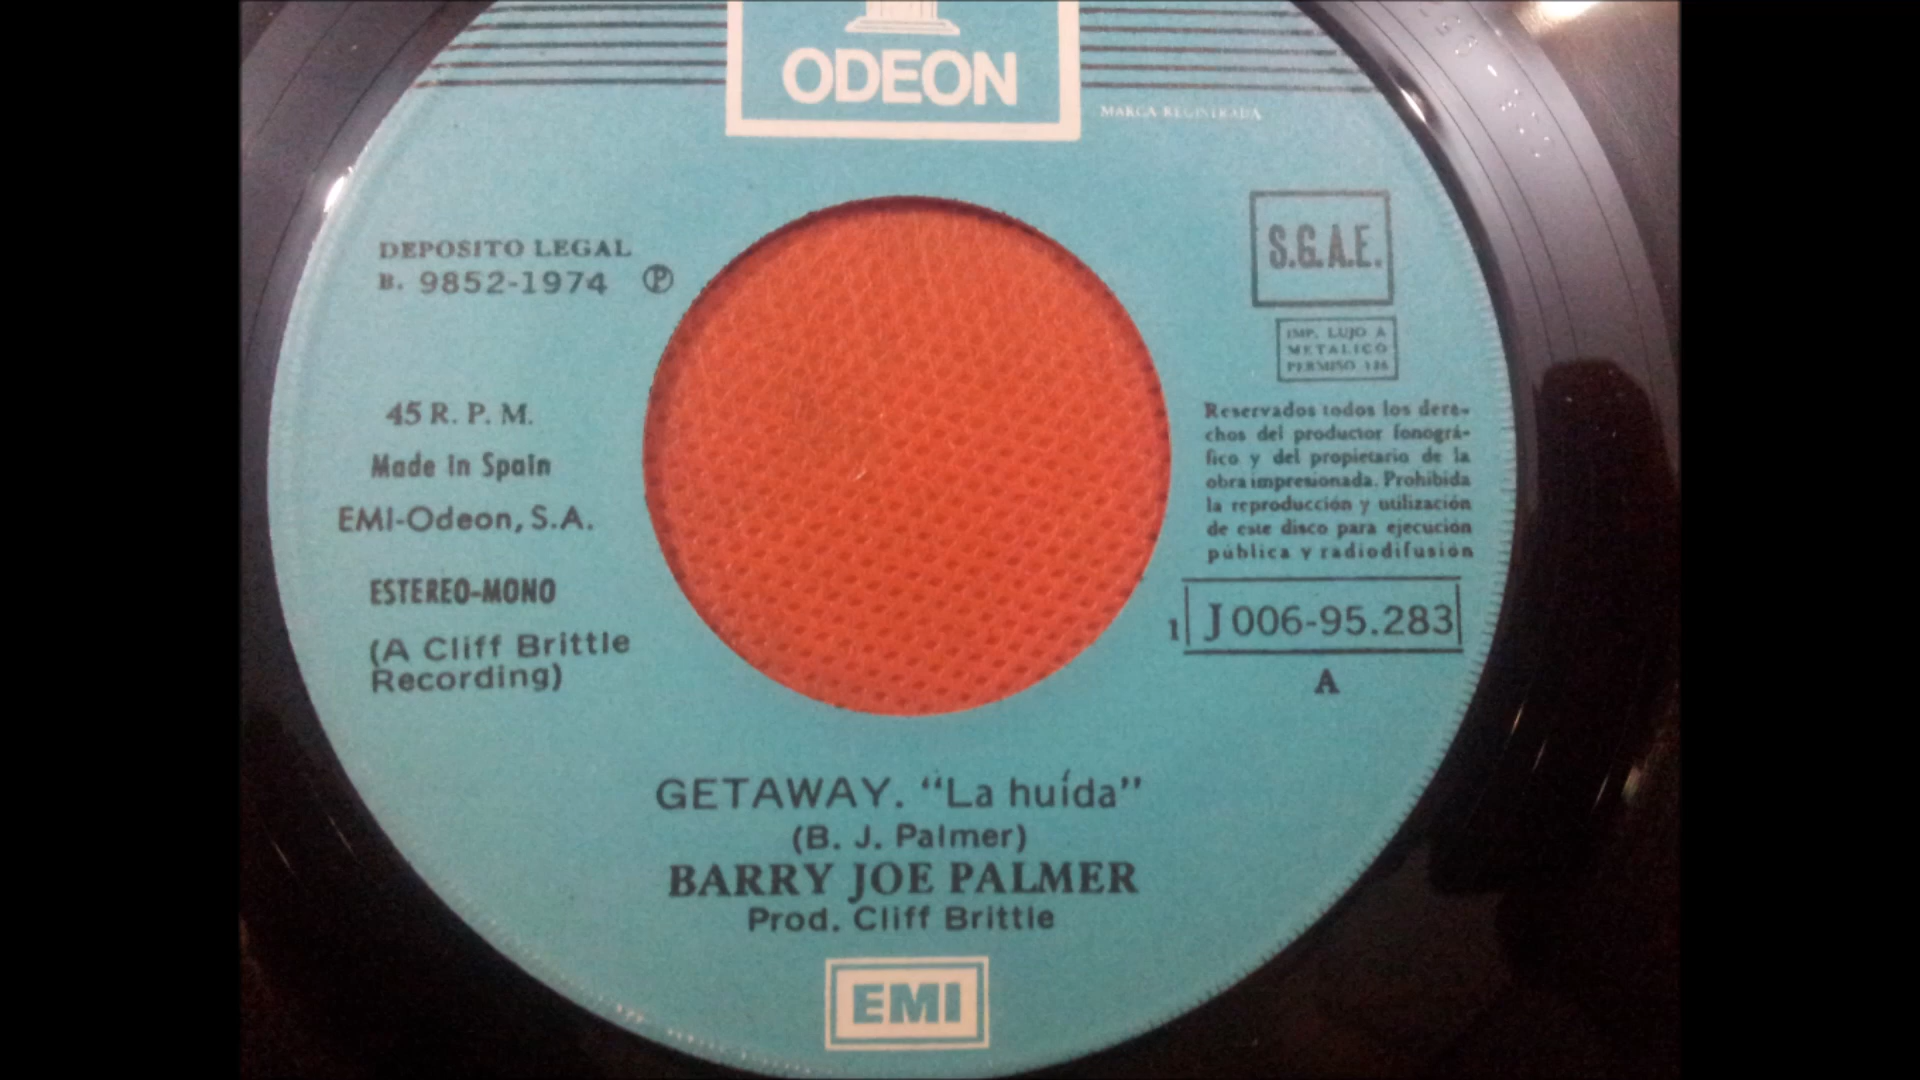 ODEON
MARCA REGISTRADA
DEPOSITO LEGAL
B. 9852-1974 Ⓟ
S.G.A.E.
IMP. LUJO A
METALICO
PERMISO 126
45 R. P. M.
Made in Spain
EMI-Odeon, S.A.
ESTEREO-MONO
(A Cliff Brittle
Recording)
Reservados todos los dere-
chos del productor fonográ-
fico y del propietario de la
obra impresionada. Prohibida
la reproducción y utilización
de este disco para ejecución
pública y radiodifusión
1 J 006-95.283
A
GETAWAY. “La huída”
(B. J. Palmer)
BARRY JOE PALMER
Prod. Cliff Brittle
EMI